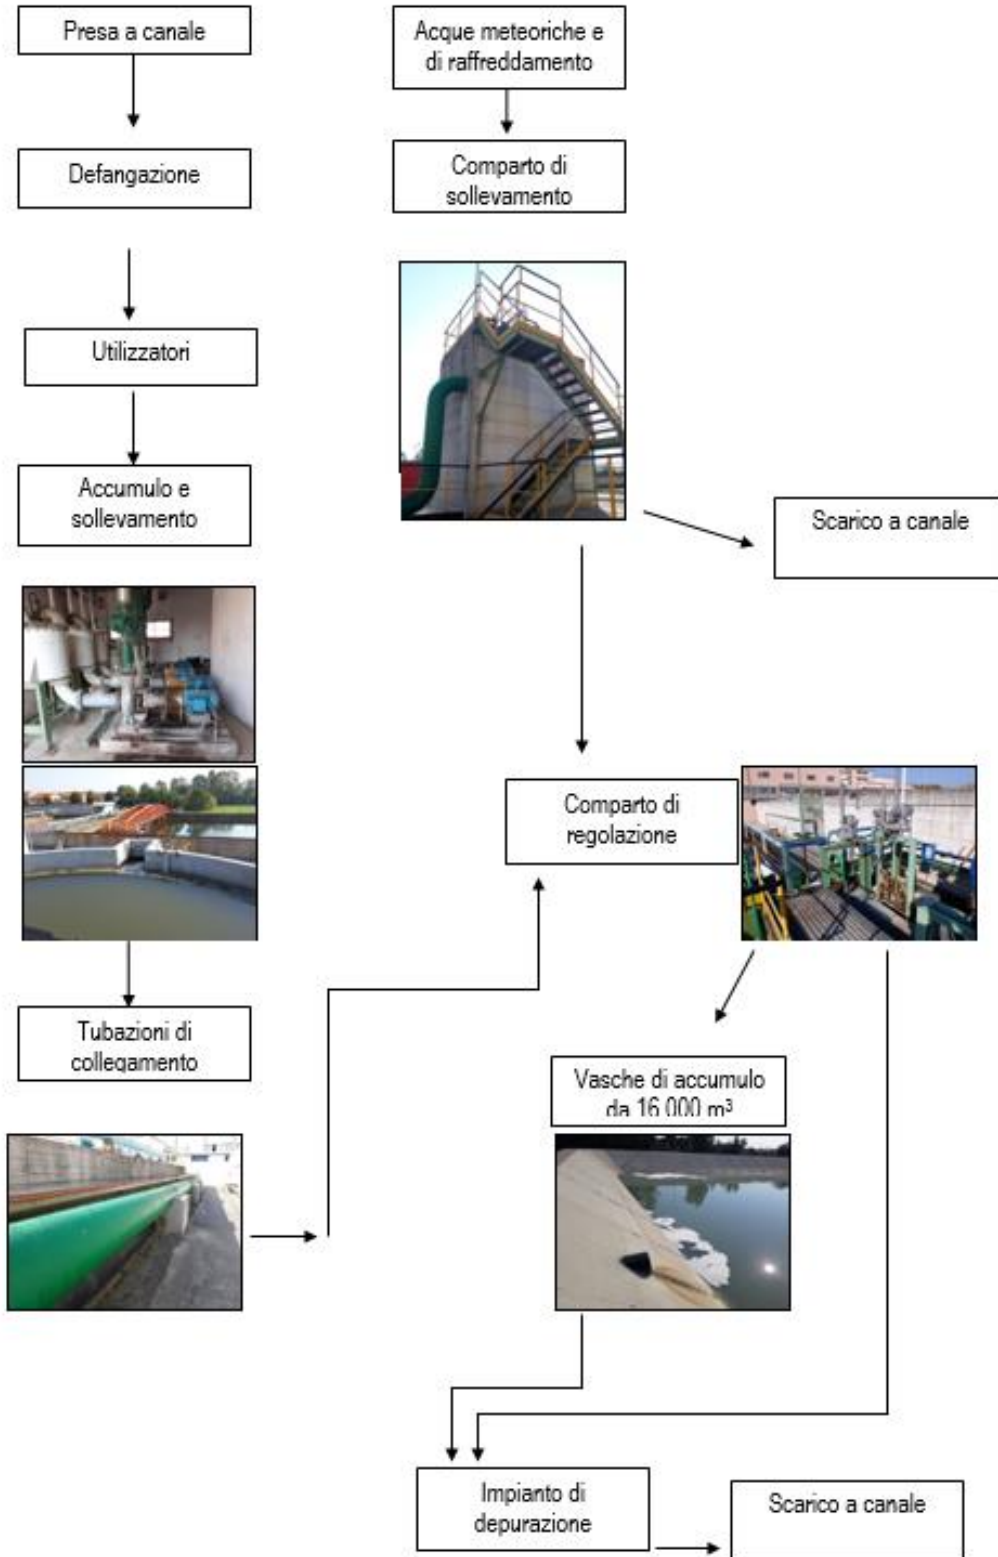 Presa a canale
Acque meteoriche e
di raffreddamento
Defangazione
Comparto di
sollevamento
Utilizzatori
Accumulo e
sollevamento
Scarico a canale
Comparto di
regolazione
Tubazioni di
collegamento
Vasche di accumulo
da 16.000 m³
Impianto di
depurazione
Scarico a canale